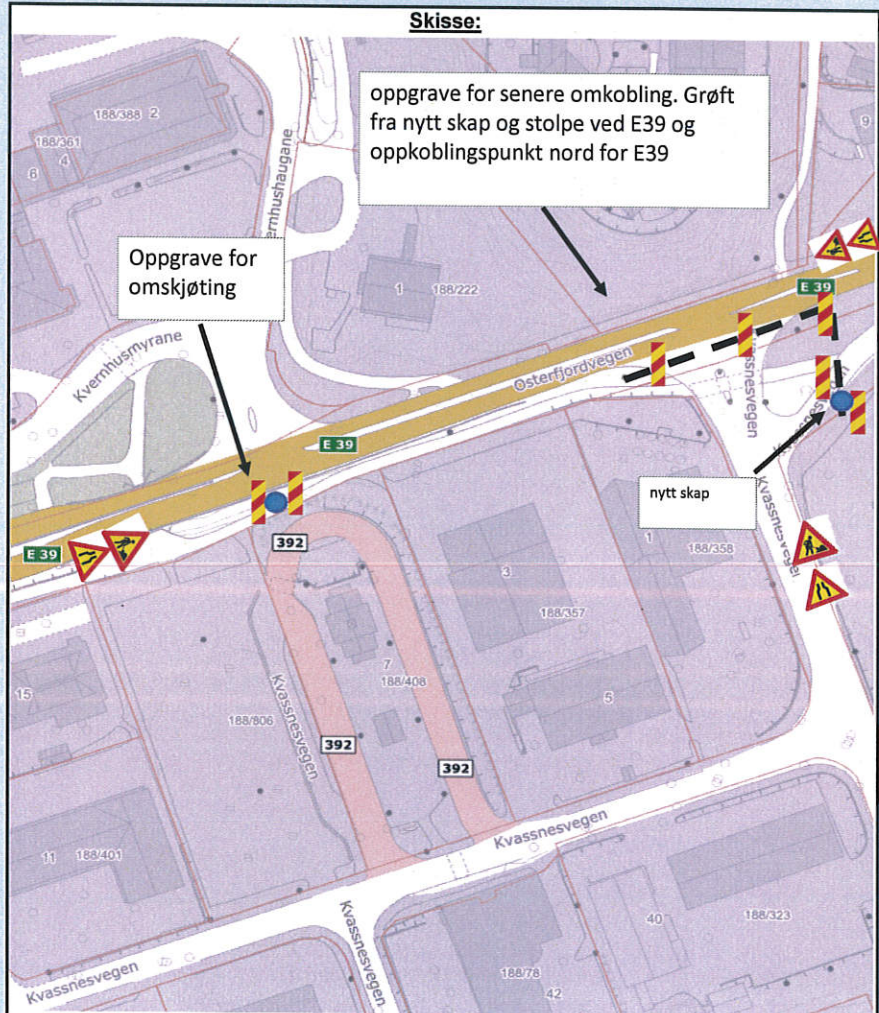 Skisse:
oppgrave for senere omkobling. Grøft
fra nytt skap og stolpe ved E39 og
oppkoblingspunkt nord for E39
188/388 2
188/361
4
6
9
ernhushaugane
Oppgrave for
omskjøting
1 188/222
E 39
Kvernhusmyrane
Osterfjordvegen
assnesvegen
E 39
nytt skap
E 39
392
1
188/358
3
188/357
7
188/408
15
5
188/806
Kvassnesvegen
392
392
Kvassnesvegen
11 188/401
188/323
40
Kvassnesvegen
188/78
42
Kvassnesvegen